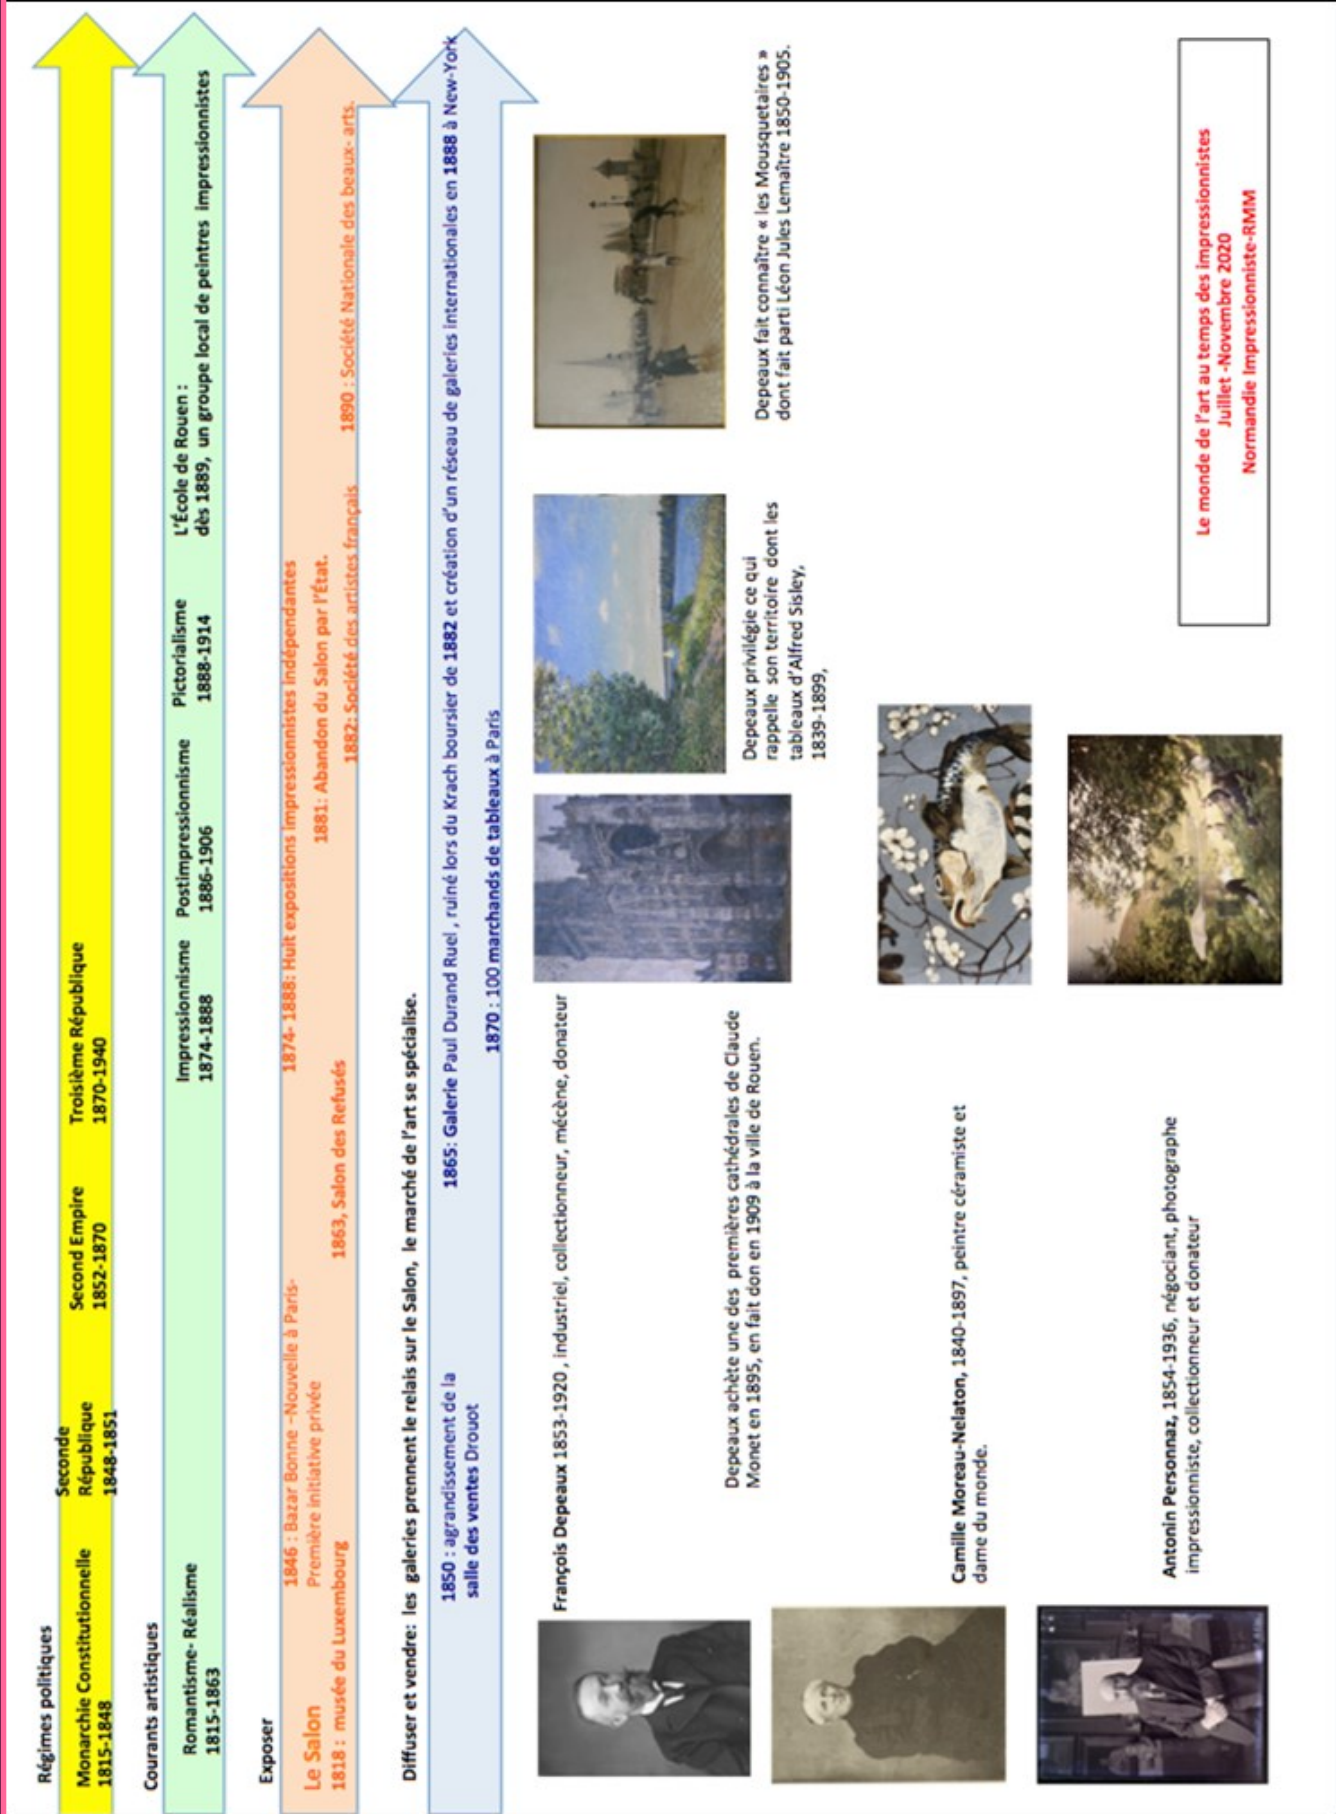 Régimes politiques
Monarchie Constitutionnelle
1815-1848
Seconde
République
1848-1851
Second Empire
1852-1870
Troisième République
1870-1940
Courants artistiques
Romantisme- Réalisme
1815-1863
Impressionnisme
1874-1888
Postimpressionnisme
1886-1906
Pictorialisme
1888-1914
L'École de Rouen :
dès 1889, un groupe local de peintres impressionnistes
Exposer
Le Salon
1818 : musée du Luxembourg
1846 : Bazar Bonne –Nouvelle à Paris-
Première initiative privée
1863, Salon des Refusés
1874- 1888: Huit expositions impressionnistes indépendantes
1881: Abandon du Salon par l'État.
1882: Société des artistes français
1890 : Société Nationale des beaux- arts.
Diffuser et vendre: les galeries prennent le relais sur le Salon, le marché de l'art se spécialise.
1850 : agrandissement de la
salle des ventes Drouot
1865: Galerie Paul Durand Ruel , ruiné lors du Krach boursier de 1882 et création d'un réseau de galeries internationales en 1888 à New-York
1870 : 100 marchands de tableaux à Paris
François Depeaux 1853-1920 , industriel, collectionneur, mécène, donateur
Depeaux achète une des premières cathédrales de Claude
Monet en 1895, en fait don en 1909 à la ville de Rouen.
Depeaux privilégie ce qui
rappelle son territoire dont les
tableaux d'Alfred Sisley,
1839-1899,
Depeaux fait connaître « les Mousquetaires »
dont fait parti Léon Jules Lemaître 1850-1905.
Camille Moreau-Nelaton, 1840-1897, peintre céramiste et
dame du monde.
Antonin Personnaz, 1854-1936, négociant, photographe
impressionniste, collectionneur et donateur
Le monde de l'art au temps des impressionnistes
Juillet -Novembre 2020
Normandie Impressionniste-RMM